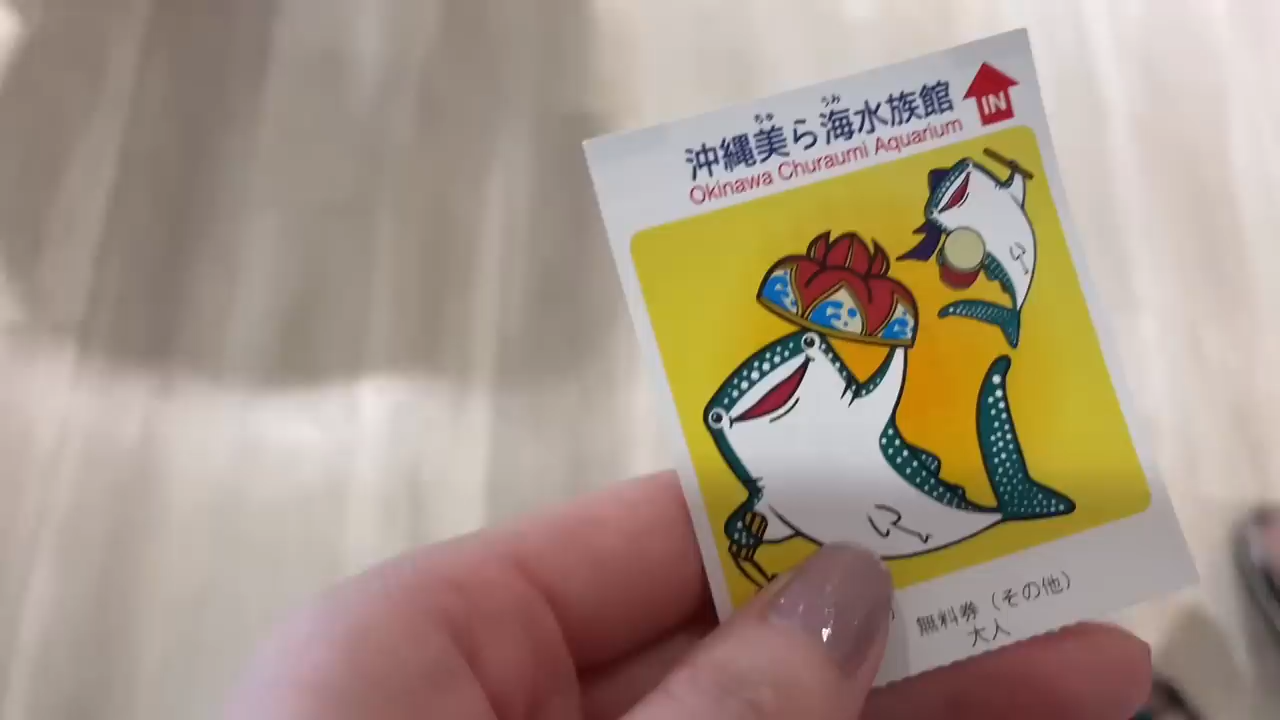 沖縄美ら海水族館
ちゅ
うみ
Okinawa Churaumi Aquarium
IN
無料券（その他）
大人